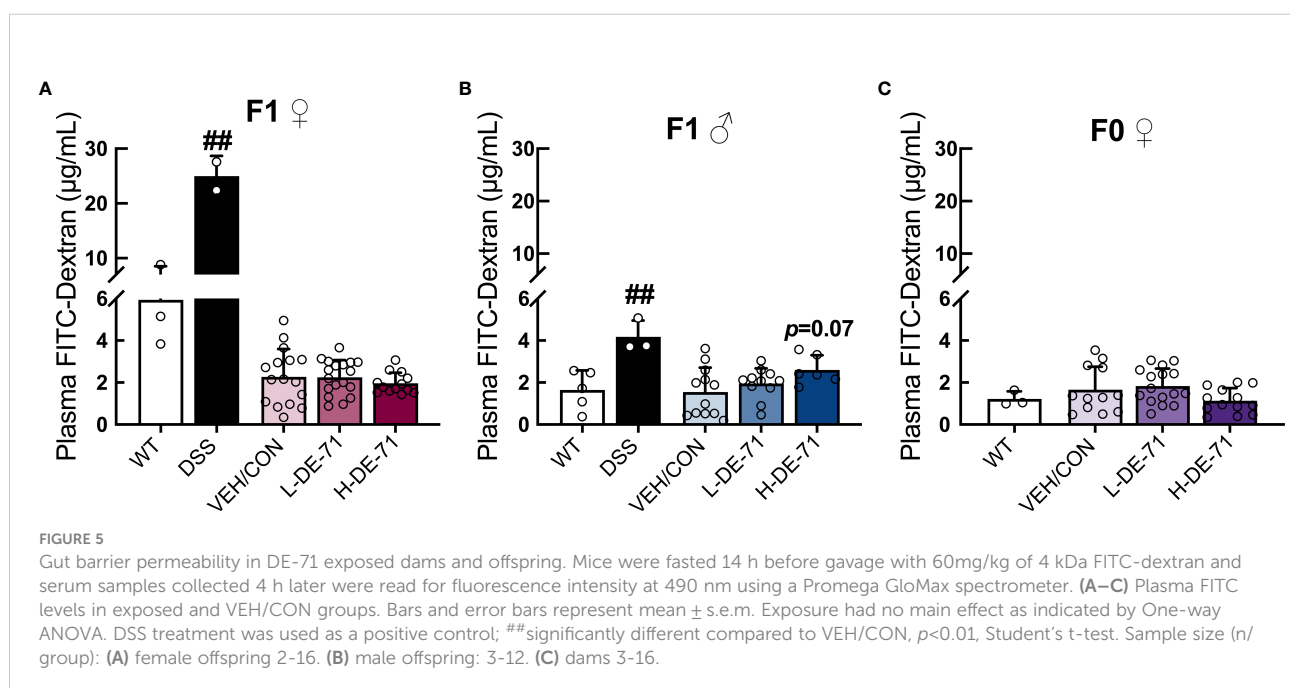 A
F1 ♀
Plasma FITC-Dextran (µg/mL)
30
20
10
6
4
2
0
##
WT
DSS
VEH/CON
L-DE-71
H-DE-71
B
F1 ♂
Plasma FITC-Dextran (µg/mL)
30
20
10
6
4
2
0
##
p=0.07
WT
DSS
VEH/CON
L-DE-71
H-DE-71
C
F0 ♀
Plasma FITC-Dextran (µg/mL)
30
20
10
6
4
2
0
WT
VEH/CON
L-DE-71
H-DE-71
FIGURE 5
Gut barrier permeability in DE-71 exposed dams and offspring. Mice were fasted 14 h before gavage with 60mg/kg of 4 kDa FITC-dextran and
serum samples collected 4 h later were read for fluorescence intensity at 490 nm using a Promega GloMax spectrometer. (A–C) Plasma FITC
levels in exposed and VEH/CON groups. Bars and error bars represent mean ± s.e.m. Exposure had no main effect as indicated by One-way
ANOVA. DSS treatment was used as a positive control; ##significantly different compared to VEH/CON, p<0.01, Student's t-test. Sample size (n/
group): (A) female offspring 2-16. (B) male offspring: 3-12. (C) dams 3-16.